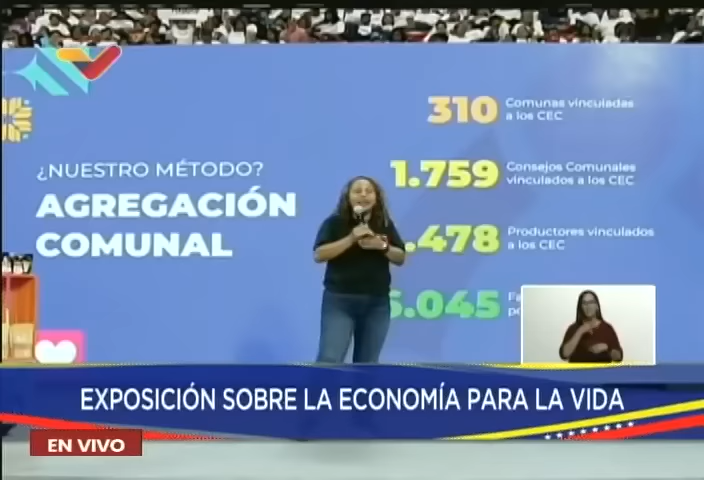 ¿NUESTRO MÉTODO?
AGREGACIÓN
COMUNAL
310 Comunas vinculadas
a los CEC
1.759 Consejos Comunales
vinculados a los CEC
.478 Productores vinculados
a los CEC
.045
EXPOSICIÓN SOBRE LA ECONOMÍA PARA LA VIDA
EN VIVO